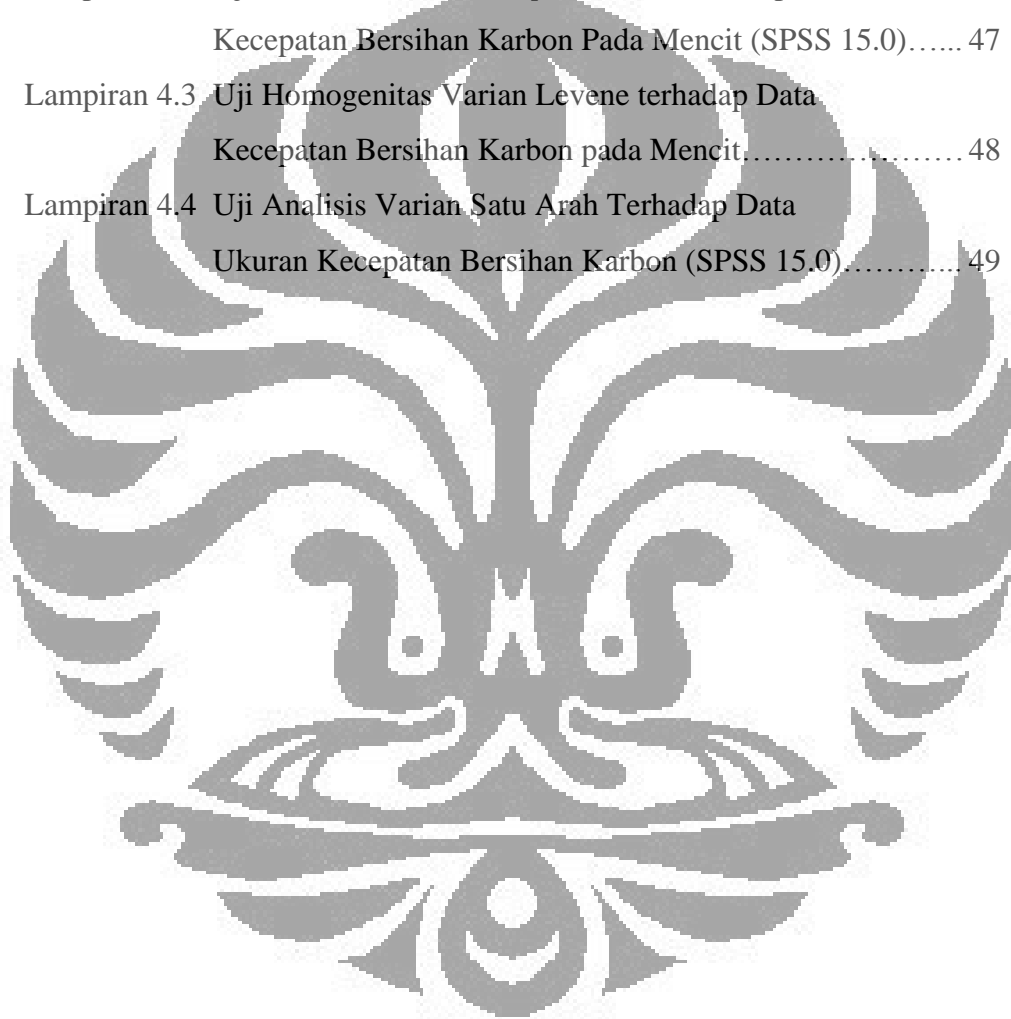 Kecepatan Bersihan Karbon Pada Mencit (SPSS 15.0)…... 47
Lampiran 4.3 Uji Homogenitas Varian Levene terhadap Data
Kecepatan Bersihan Karbon pada Mencit………………… 48
Lampiran 4.4 Uji Analisis Varian Satu Arah Terhadap Data
Ukuran Kecepatan Bersihan Karbon (SPSS 15.0)………... 49